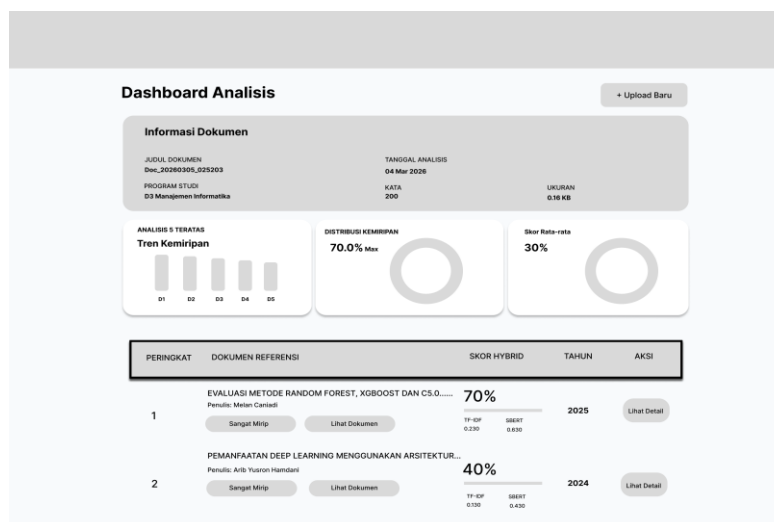 Dashboard Analisis
+ Upload Baru
Informasi Dokumen
JUDUL DOKUMEN
Doc_20260305_025203
TANGGAL ANALISIS
04 Mar 2026
PROGRAM STUDI
D3 Manajemen Informatika
KATA
200
UKURAN
0.16 KB
ANALISIS 5 TERATAS
Tren Kemiripan
D1 D2 D3 D4 D5
DISTRIBUSI KEMIRIPAN
70.0% Max
Skor Rata-rata
30%
PERINGKAT DOKUMEN REFERENSI SKOR HYBRID TAHUN AKSI
1
EVALUASI METODE RANDOM FOREST, XGBOOST DAN C5.0......
Penulis: Melan Caniadi
Sangat Mirip Lihat Dokumen
70%
TF-IDF SBERT
0.230 0.630
2025
Lihat Detail
2
PEMANFAATAN DEEP LEARNING MENGGUNAKAN ARSITEKTUR...
Penulis: Arib Yusron Hamdani
Sangat Mirip Lihat Dokumen
40%
TF-IDF SBERT
0.130 0.430
2024
Lihat Detail